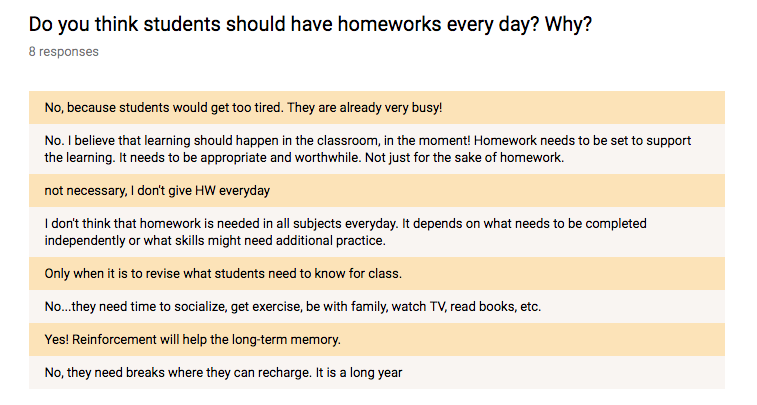 Do you think students should have homeworks every day? Why?
8 responses
No, because students would get too tired. They are already very busy!
No. I believe that learning should happen in the classroom, in the moment! Homework needs to be set to support
the learning. It needs to be appropriate and worthwhile. Not just for the sake of homework.
not necessary, I don't give HW everyday
I don't think that homework is needed in all subjects everyday. It depends on what needs to be completed
independently or what skills might need additional practice.
Only when it is to revise what students need to know for class.
No...they need time to socialize, get exercise, be with family, watch TV, read books, etc.
Yes! Reinforcement will help the long-term memory.
No, they need breaks where they can recharge. It is a long year